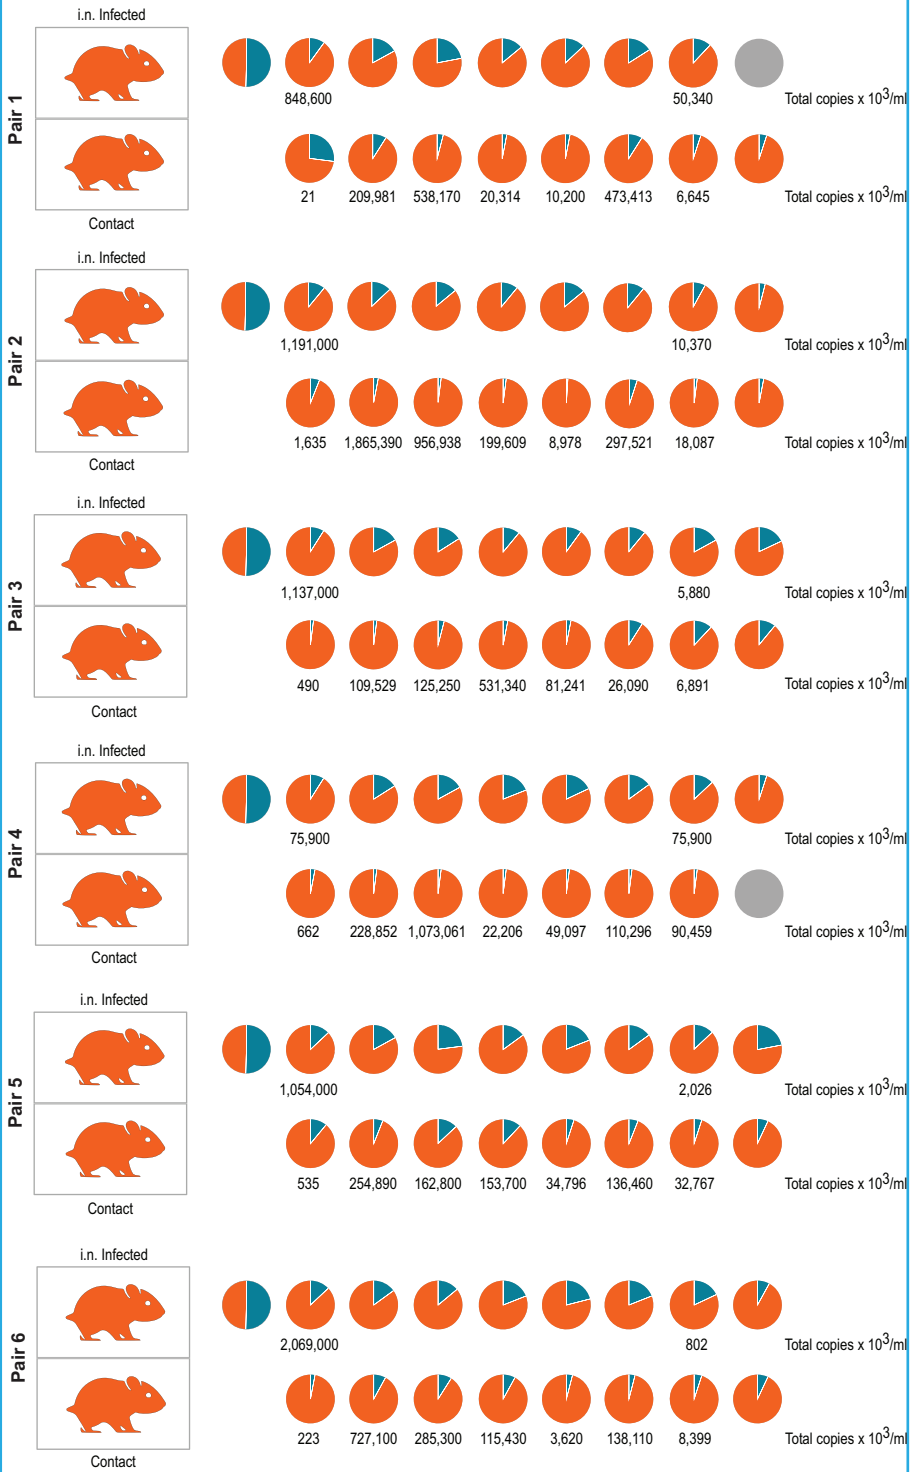 i.n. Infected
Pair 1
848,600 50,340 Total copies x 10³/ml
21 209,981 538,170 20,314 10,200 473,413 6,645 Total copies x 10³/ml
Contact
i.n. Infected
Pair 2
1,191,000 10,370 Total copies x 10³/ml
1,635 1,865,390 956,938 199,609 8,978 297,521 18,087 Total copies x 10³/ml
Contact
i.n. Infected
Pair 3
1,137,000 5,880 Total copies x 10³/ml
490 109,529 125,250 531,340 81,241 26,090 6,891 Total copies x 10³/ml
Contact
i.n. Infected
Pair 4
75,900 75,900 Total copies x 10³/ml
662 228,852 1,073,061 22,206 49,097 110,296 90,459 Total copies x 10³/ml
Contact
i.n. Infected
Pair 5
1,054,000 2,026 Total copies x 10³/ml
535 254,890 162,800 153,700 34,796 136,460 32,767 Total copies x 10³/ml
Contact
i.n. Infected
Pair 6
2,069,000 802 Total copies x 10³/ml
223 727,100 285,300 115,430 3,620 138,110 8,399 Total copies x 10³/ml
Contact